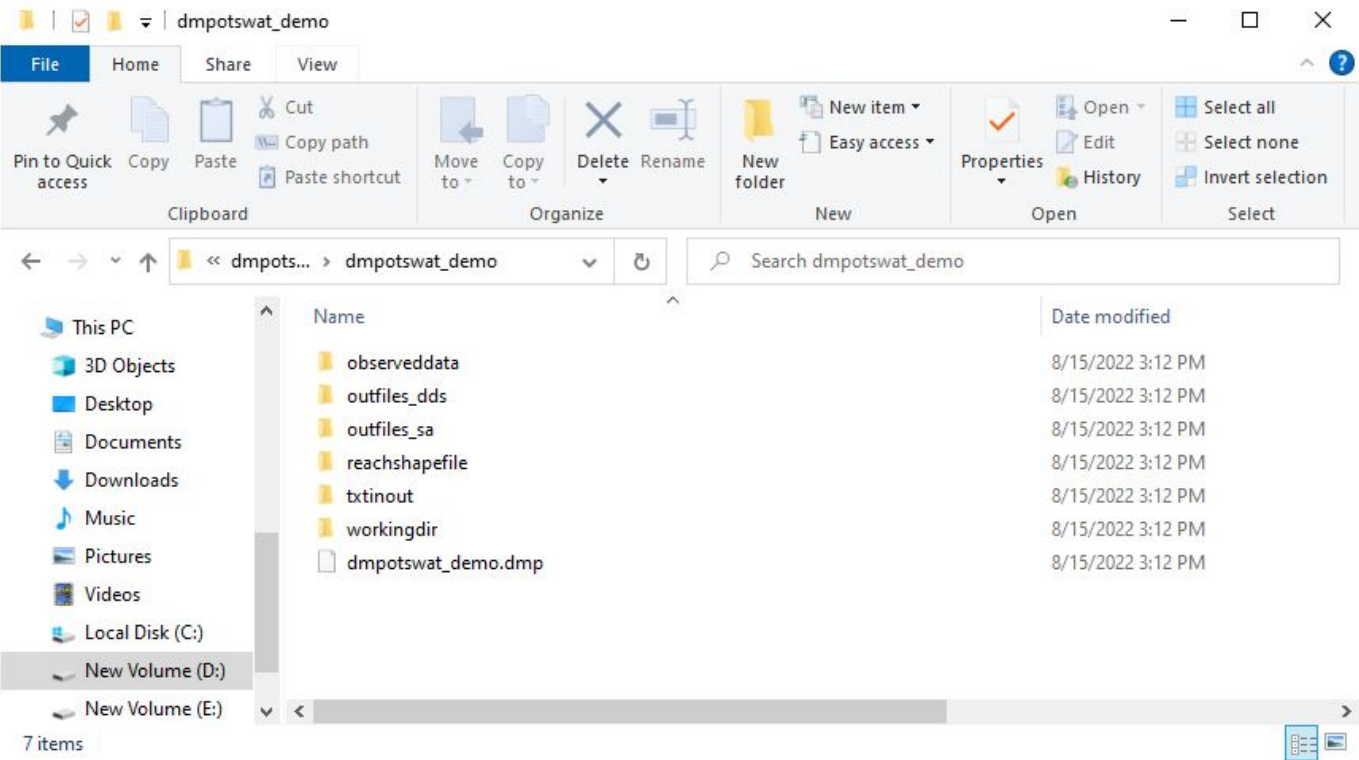 dmpotswat_demo
File Home Share View
Pin to Quick access
Copy
Paste
Cut
Copy path
Paste shortcut
Clipboard
Move to
Copy to
Delete
Rename
Organize
New folder
New item
Easy access
New
Properties
Open
Edit
History
Open
Select all
Select none
Invert selection
Select
« dmpots... › dmpotswat_demo
Search dmpotswat_demo
This PC
3D Objects
Desktop
Documents
Downloads
Music
Pictures
Videos
Local Disk (C:)
New Volume (D:)
New Volume (E:)
Name Date modified
observeddata 8/15/2022 3:12 PM
outfiles_dds 8/15/2022 3:12 PM
outfiles_sa 8/15/2022 3:12 PM
reachshapefile 8/15/2022 3:12 PM
txtinout 8/15/2022 3:12 PM
workingdir 8/15/2022 3:12 PM
dmpotswat_demo.dmp 8/15/2022 3:12 PM
7 items